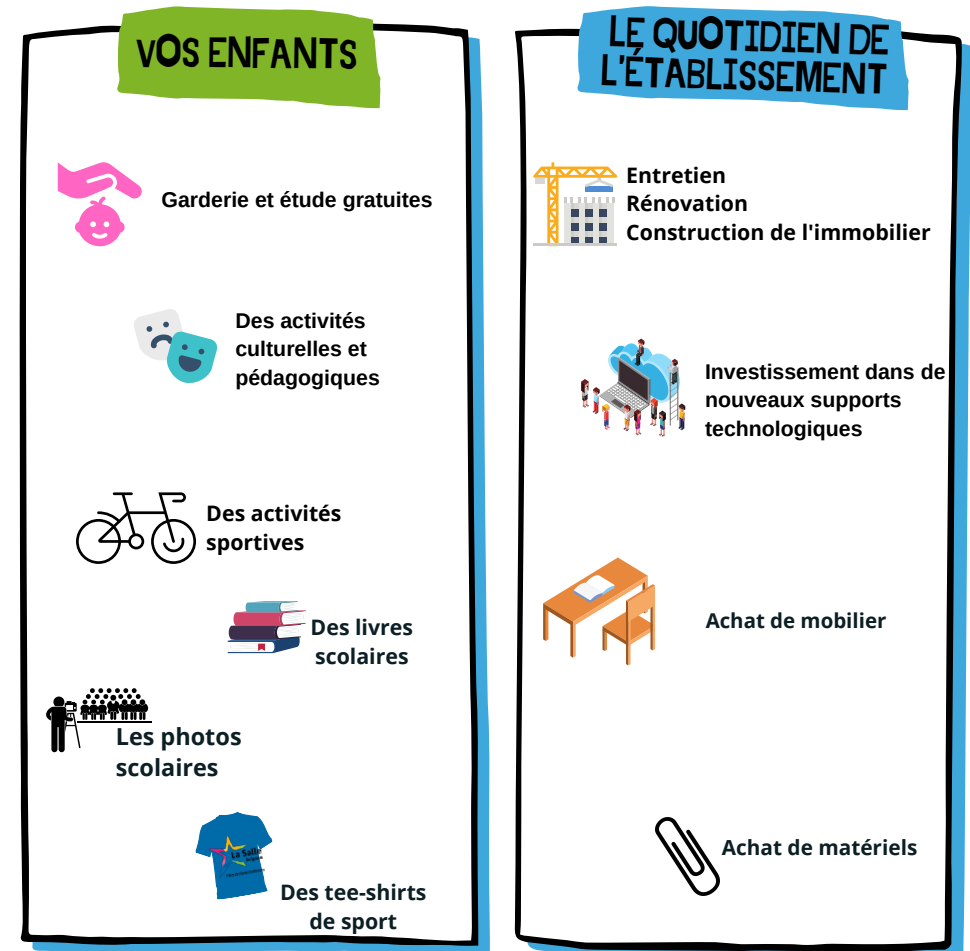 VOS ENFANTS
Garderie et étude gratuites
Des activités
culturelles et
pédagogiques
Des activités
sportives
Des livres
scolaires
Les photos
scolaires
La Salle
Des tee-shirts
de sport
LE QUOTIDIEN DE
L'ÉTABLISSEMENT
Entretien
Rénovation
Construction de l'immobilier
Investissement dans de
nouveaux supports
technologiques
Achat de mobilier
Achat de matériels